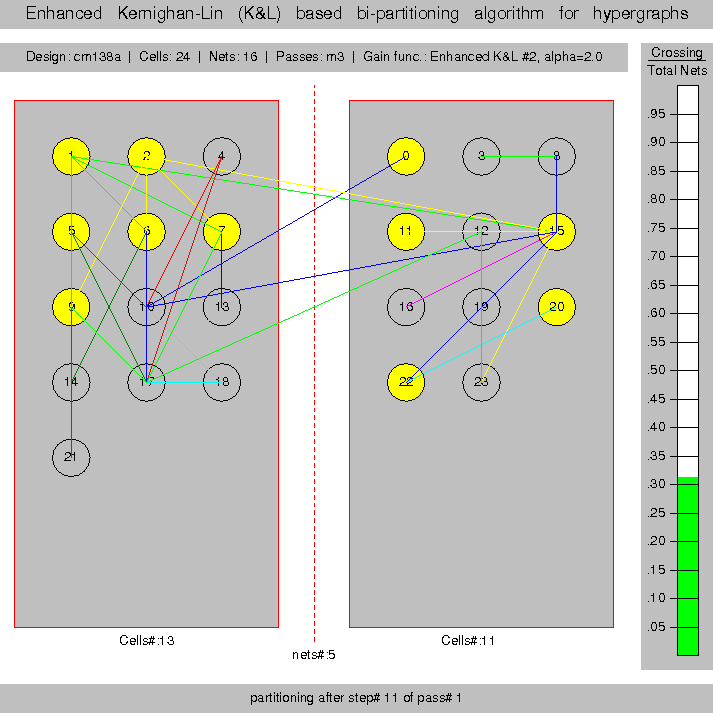 Enhanced Kernighan-Lin (K&L) based bi-partitioning algorithm for hypergraphs
Design: cm138a | Cells: 24 | Nets: 16 | Passes: m3 | Gain func.: Enhanced K&L #2, alpha=2.0
Crossing
Total Nets
.95
.90
.85
.80
.75
.70
.65
.60
.55
.50
.45
.40
.35
.30
.25
.20
.15
.10
.05
1 2 4 0 3 8
5 6 7 11 12 15
9 10 13 16 19 20
14 17 18 22 23
21
Cells#:13
Cells#:11
nets#:5
partitioning after step# 11 of pass# 1